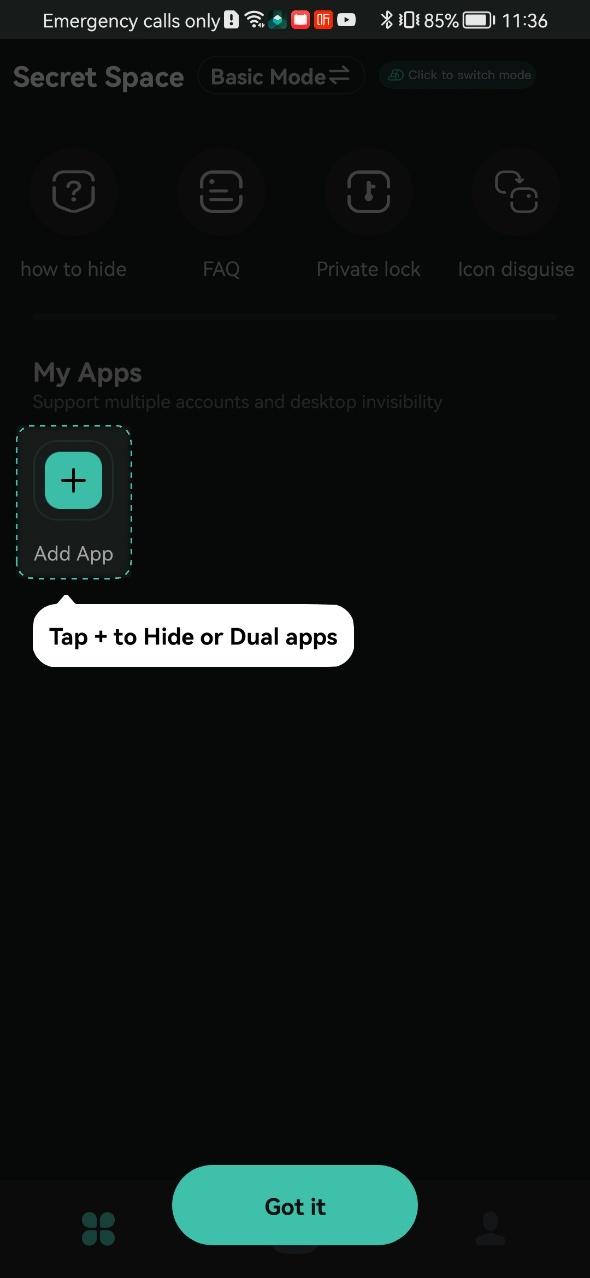 Emergency calls only 听 85% 11:36
Secret Space Basic Mode Click to switch mode
how to hide FAQ Private lock Icon disguise
My Apps
Support multiple accounts and desktop invisibility
Add App
Tap + to Hide or Dual apps
Got it